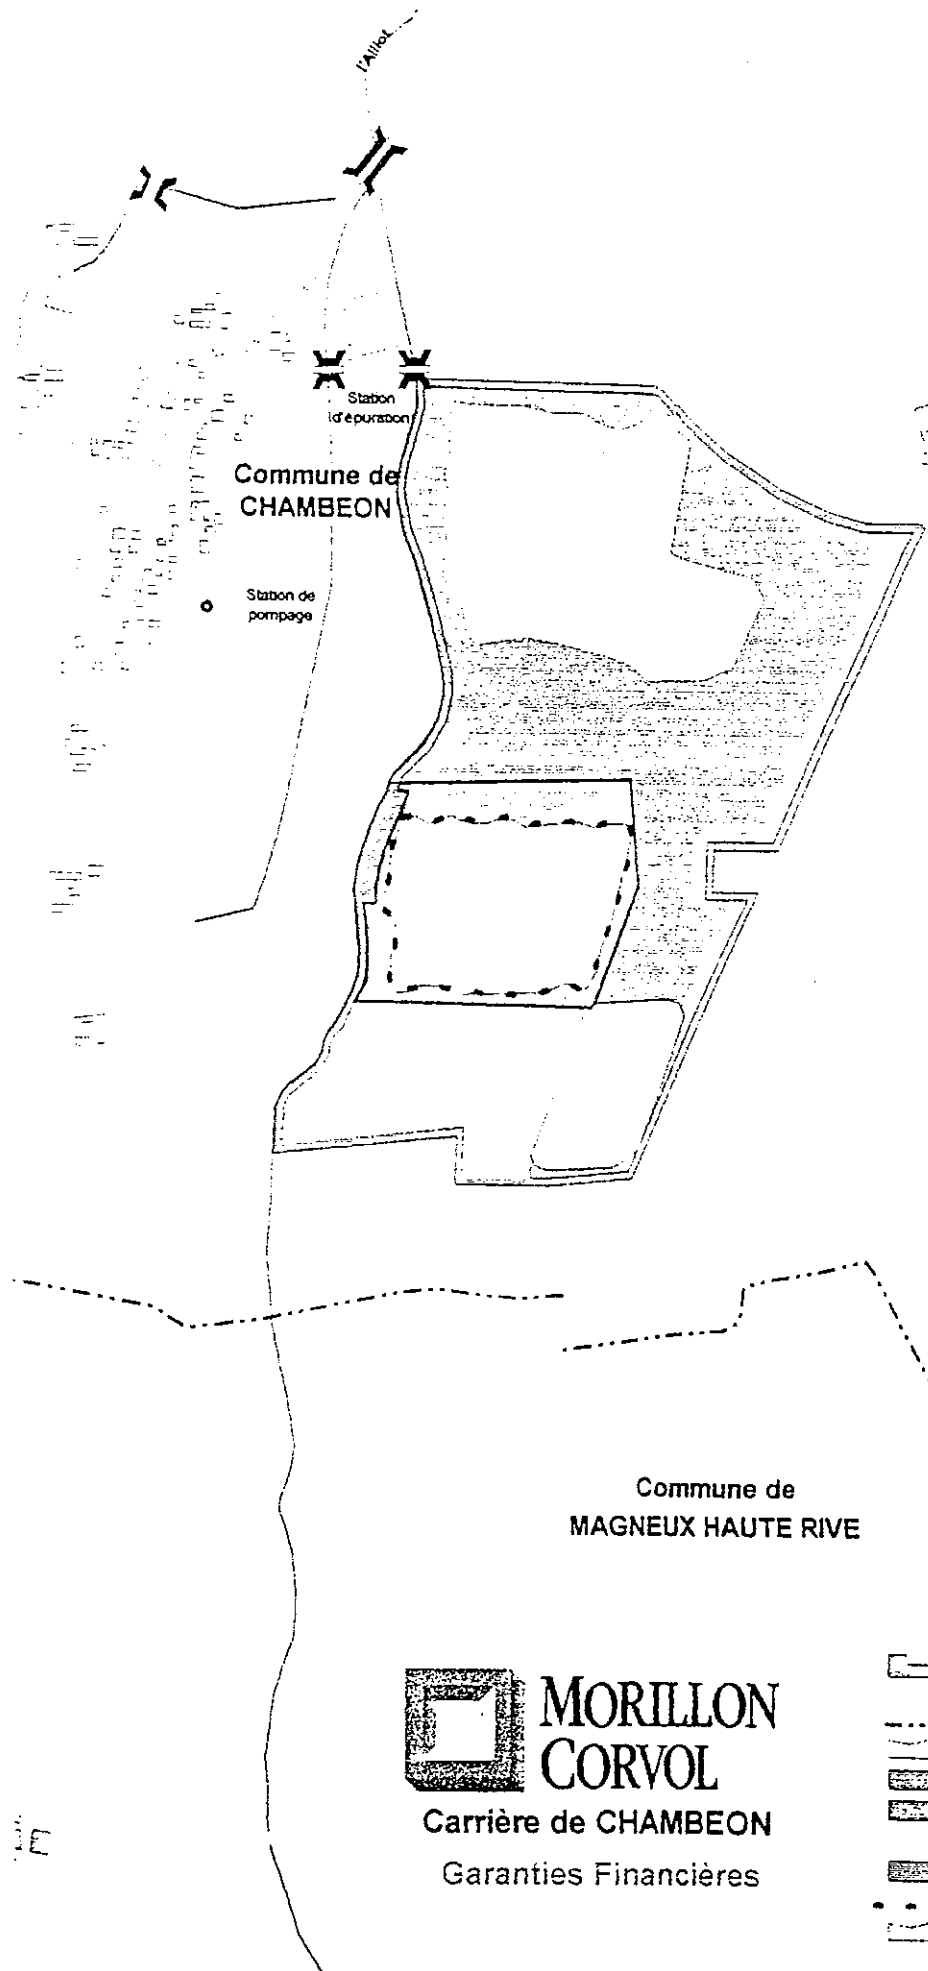 l'Alliot
Station
d'épuration
Commune de
CHAMBEON
Station de
pompage
Commune de
MAGNEUX HAUTE RIVE
MORILLON
CORVOL
Carrière de CHAMBEON
Garanties Financières